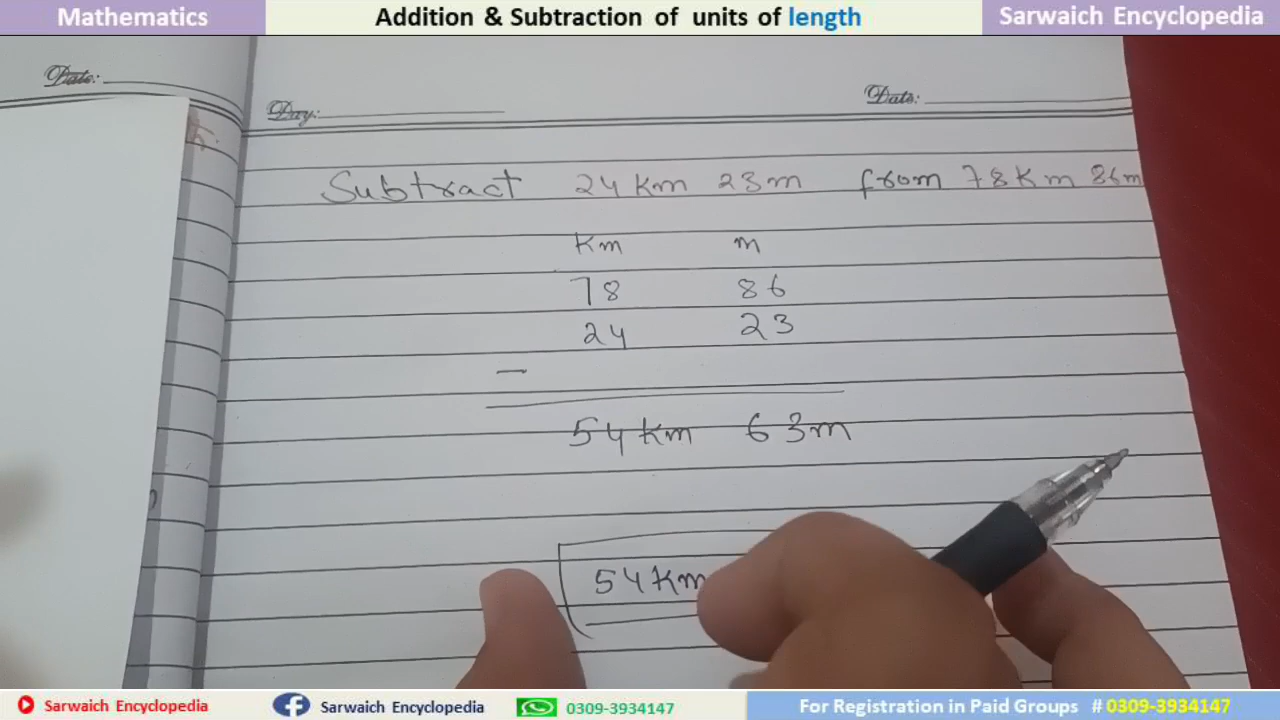 Mathematics
Addition & Subtraction of units of length
Sarwaich Encyclopedia
Date:
Day:
Date:
Subtract 24 Km 23 m from 78 Km 86m
Km m
78 86
24 23
—
54 Km 63m
54 Km
Sarwaich Encyclopedia
Sarwaich Encyclopedia
0309-3934147
For Registration in Paid Groups # 0309-3934147